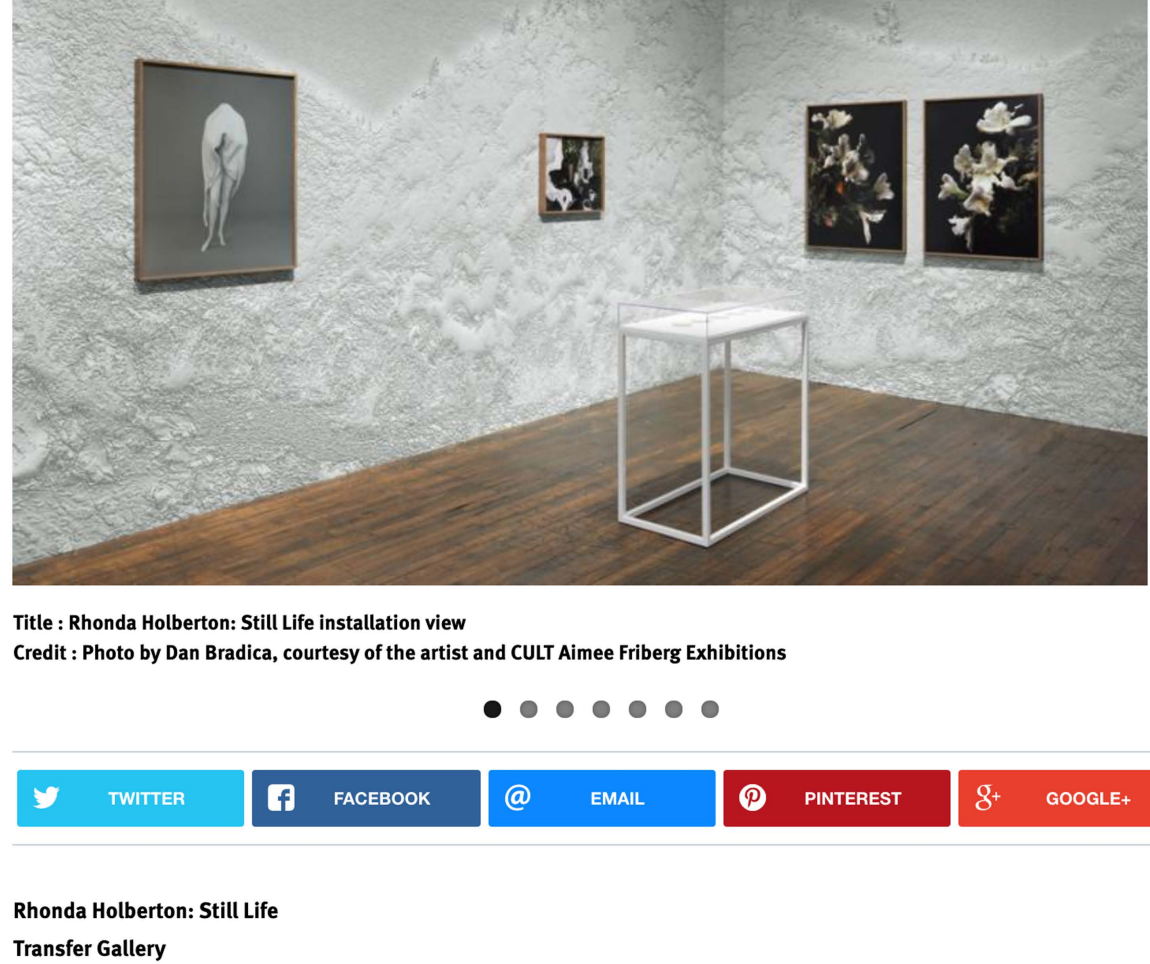 Title : Rhonda Holberton: Still Life installation view
Credit : Photo by Dan Bradica, courtesy of the artist and CULT Aimee Friberg Exhibitions
TWITTER
FACEBOOK
@ EMAIL
PINTEREST
g+ GOOGLE+
Rhonda Holberton: Still Life
Transfer Gallery